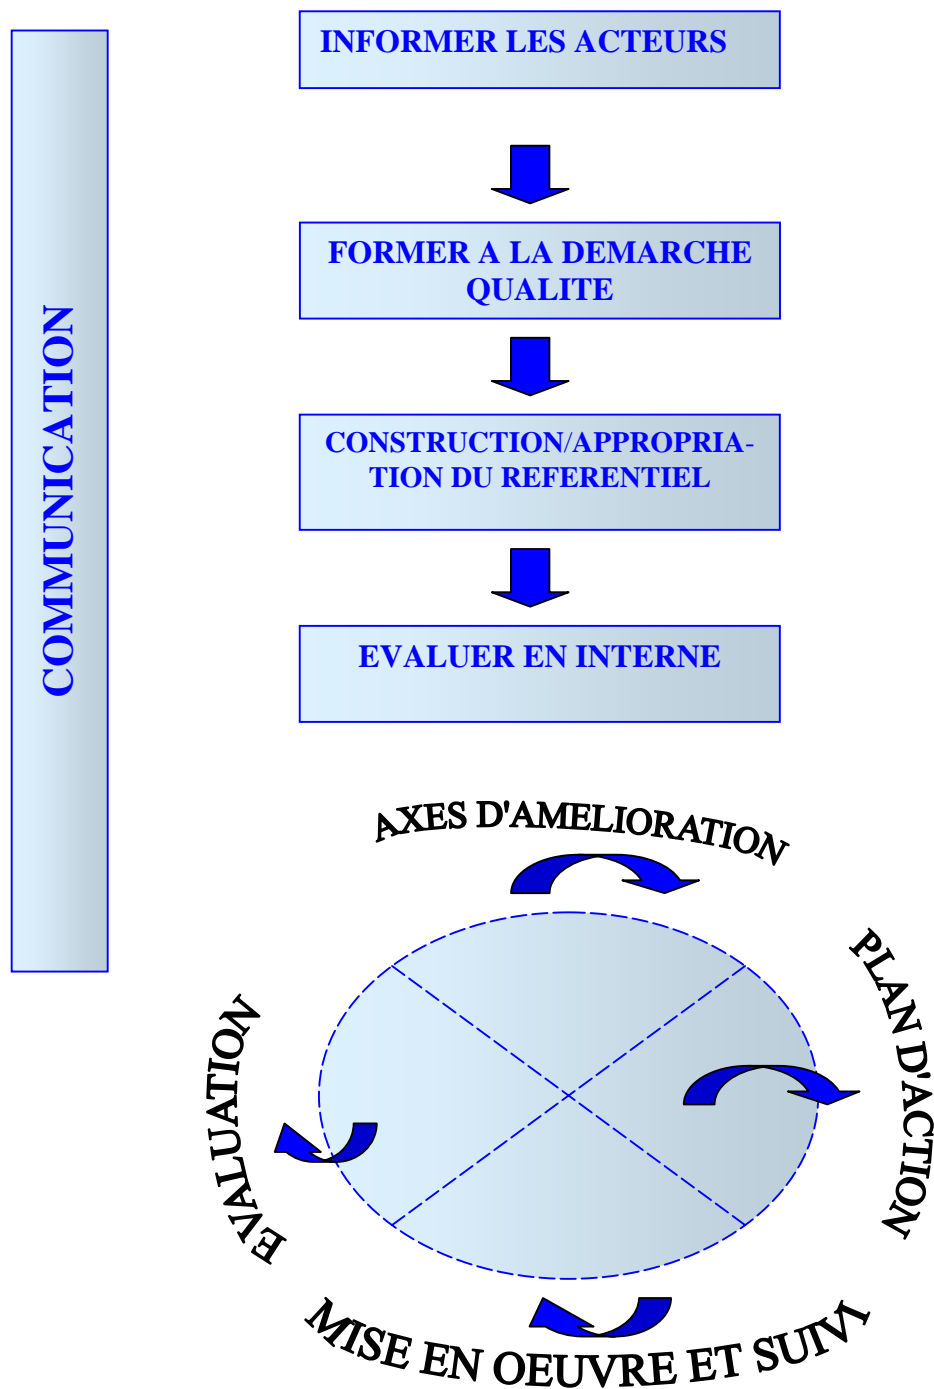 INFORMER LES ACTEURS
FORMER A LA DEMARCHE
QUALITE
CONSTRUCTION/APPROPRIA-
TION DU REFERENTIEL
EVALUER EN INTERNE
COMMUNICATION
AXES D'AMELIORATION
PLAN D'ACTION
MISE EN OEUVRE ET SUIVI
EVALUATION